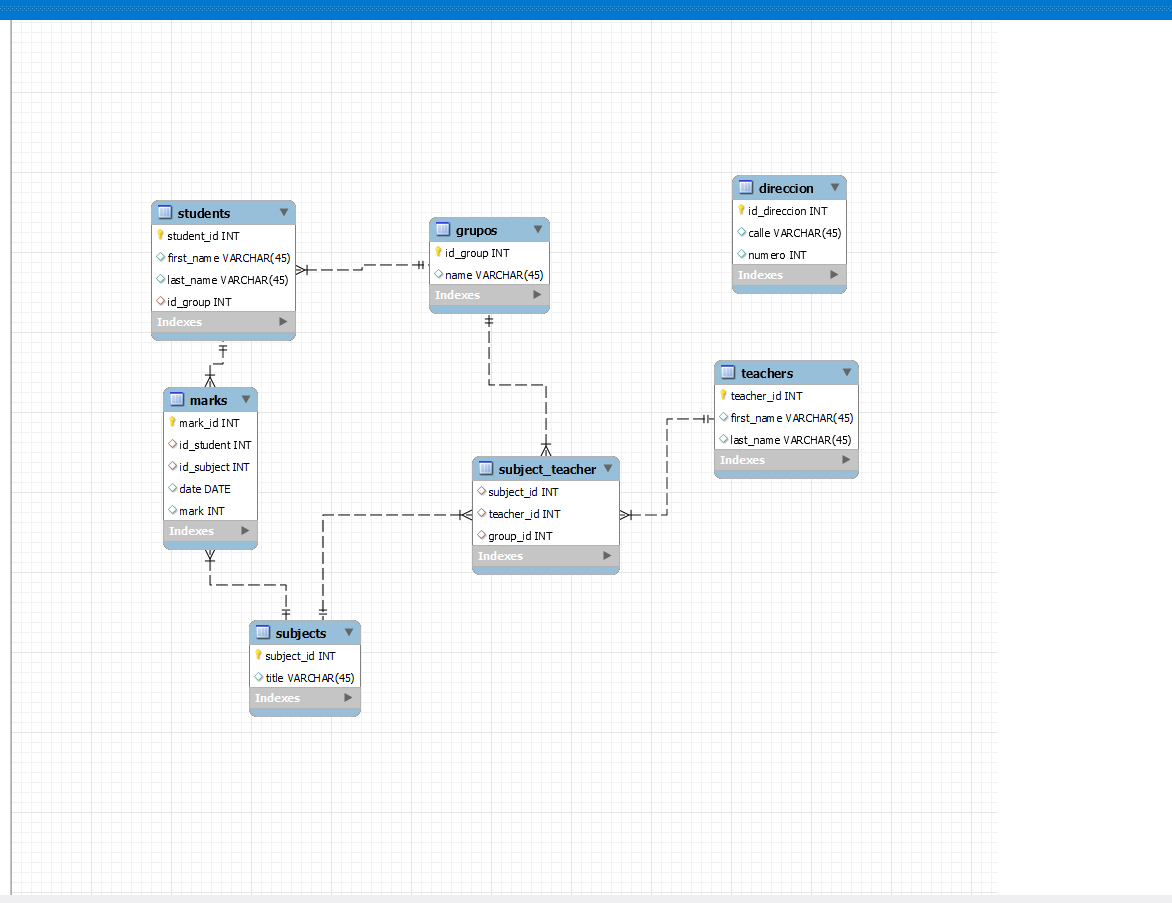 students
student_id INT
first_name VARCHAR(45)
last_name VARCHAR(45)
id_group INT
Indexes
grupos
id_group INT
name VARCHAR(45)
Indexes
direccion
id_direccion INT
calle VARCHAR(45)
numero INT
Indexes
marks
mark_id INT
id_student INT
id_subject INT
date DATE
mark INT
Indexes
teachers
teacher_id INT
first_name VARCHAR(45)
last_name VARCHAR(45)
Indexes
subject_teacher
subject_id INT
teacher_id INT
group_id INT
Indexes
subjects
subject_id INT
title VARCHAR(45)
Indexes